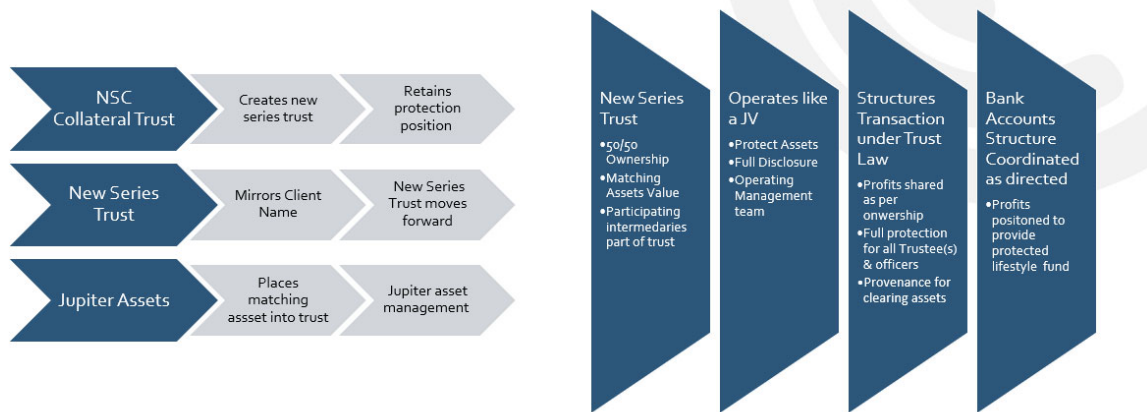 NSC
Collateral Trust
Creates new
series trust
Retains
protection
position
New Series
Trust
Mirrors Client
Name
New Series
Trust moves
forward
Jupiter Assets
Places
matching
assset into trust
Jupiter asset
management
New Series
Trust
•50/50
Ownership
•Matching
Assets Value
•Participating
intermedaries
part of trust
Operates like
a JV
•Protect Assets
•Full Disclosure
•Operating
Management
team
Structures
Transaction
under Trust
Law
•Profits shared
as per
onwership
•Full protection
for all Trustee(s)
& officers
•Provenance for
clearing assets
Bank
Accounts
Structure
Coordinated
as directed
•Profits
positoned to
provide
protected
lifestyle fund